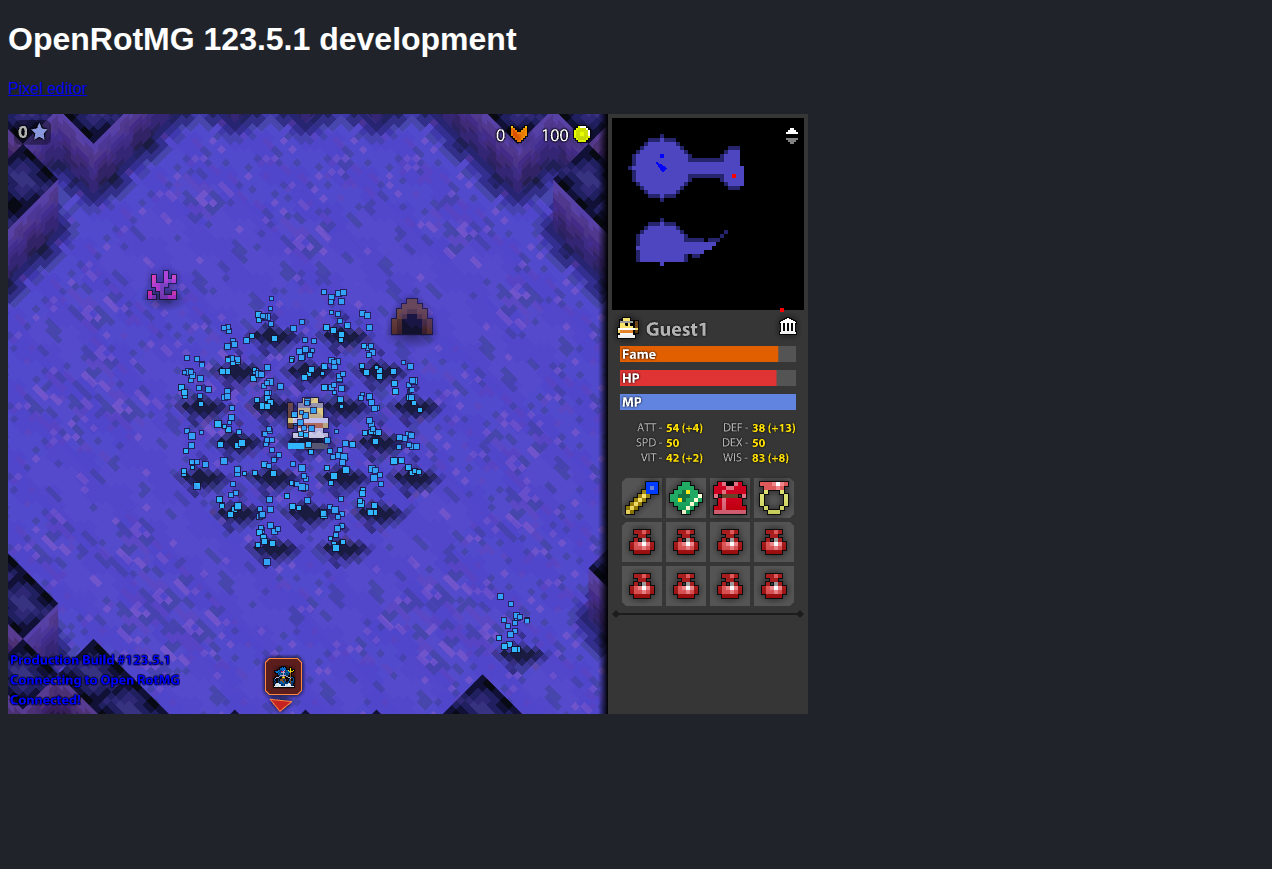 OpenRotMG 123.5.1 development
Pixel editor
0
0 100
Guest1
Fame
HP
MP
ATT - 54 (+4) DEF - 38 (+13)
SPD - 50 DEX - 50
VIT - 42 (+2) WIS - 83 (+8)
Production Build #123.5.1
Connecting to Open RotMG
Connected!